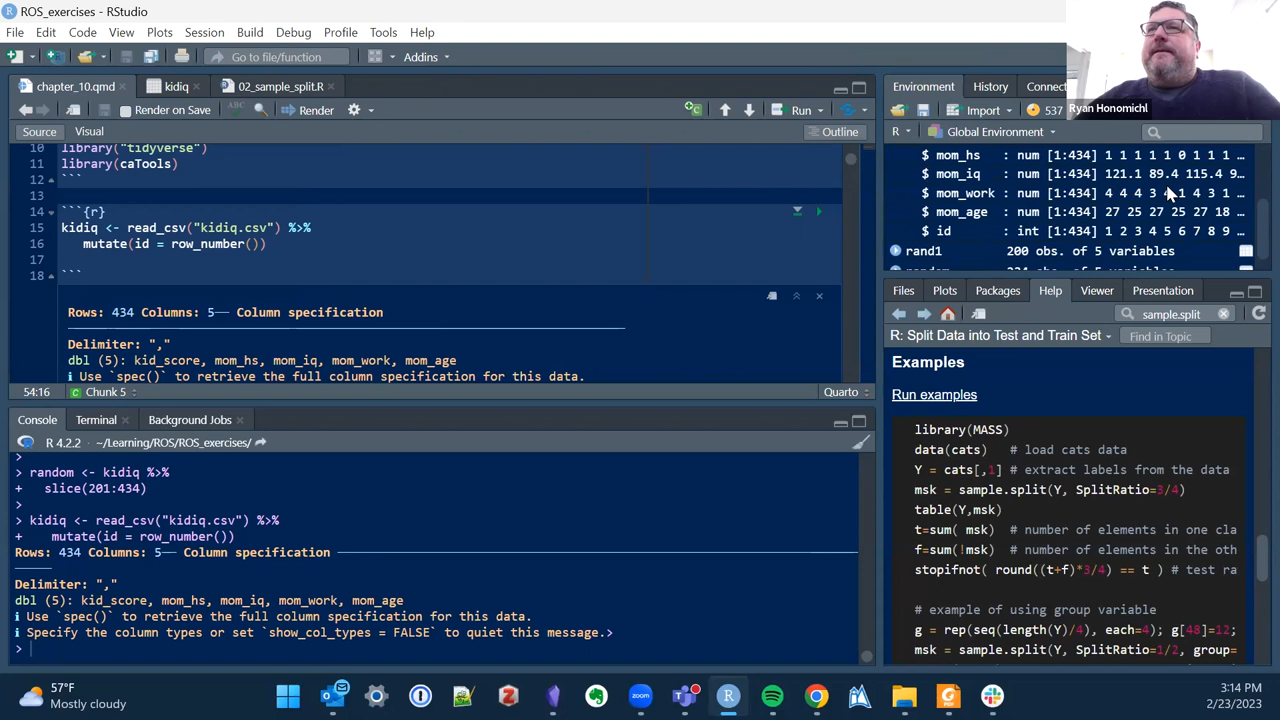 ROS_exercises - RStudio
File Edit Code View Plots Session Build Debug Profile Tools Help
Go to file/function Addins
chapter_10.qmd kidiq 02_sample_split.R
Render on Save ABC Render Run
Source Visual Outline
10 library("tidyverse")
11 library(caTools)
12 ```
13
14 ```{r}
15 kidiq <- read_csv("kidiq.csv") %>%
16 mutate(id = row_number())
17
18 ```
Rows: 434 Columns: 5── Column specification
Delimiter: ","
dbl (5): kid_score, mom_hs, mom_iq, mom_work, mom_age
ℹ Use `spec()` to retrieve the full column specification for this data.
54:16 Chunk 5 Quarto
Console Terminal Background Jobs
R 4.2.2 · ~/Learning/ROS/ROS_exercises/
>
> random <- kidiq %>%
+ slice(201:434)
>
> kidiq <- read_csv("kidiq.csv") %>%
+ mutate(id = row_number())
Rows: 434 Columns: 5── Column specification
Delimiter: ","
dbl (5): kid_score, mom_hs, mom_iq, mom_work, mom_age
ℹ Use `spec()` to retrieve the full column specification for this data.
ℹ Specify the column types or set `show_col_types = FALSE` to quiet this message.>
>
Ryan Honomichl
Environment History Connect
Import 537
R Global Environment
$ mom_hs : num [1:434] 1 1 1 1 1 0 1 1 1 …
$ mom_iq : num [1:434] 121.1 89.4 115.4 9…
$ mom_work : num [1:434] 4 4 4 3 4 1 4 3 1 …
$ mom_age : num [1:434] 27 25 27 25 27 18 …
$ id : int [1:434] 1 2 3 4 5 6 7 8 9 …
rand1 200 obs. of 5 variables
Files Plots Packages Help Viewer Presentation
sample.split
R: Split Data into Test and Train Set Find in Topic
Examples
Run examples
library(MASS)
data(cats) # load cats data
Y = cats[,1] # extract labels from the data
msk = sample.split(Y, SplitRatio=3/4)
table(Y,msk)
t=sum( msk) # number of elements in one cla
f=sum(!msk) # number of elements in the oth
stopifnot( round((t+f)*3/4) == t ) # test ra
# example of using group variable
g = rep(seq(length(Y)/4), each=4); g[48]=12;
msk = sample.split(Y, SplitRatio=1/2, group=
57°F
Mostly cloudy
zoom
3:14 PM
2/23/2023